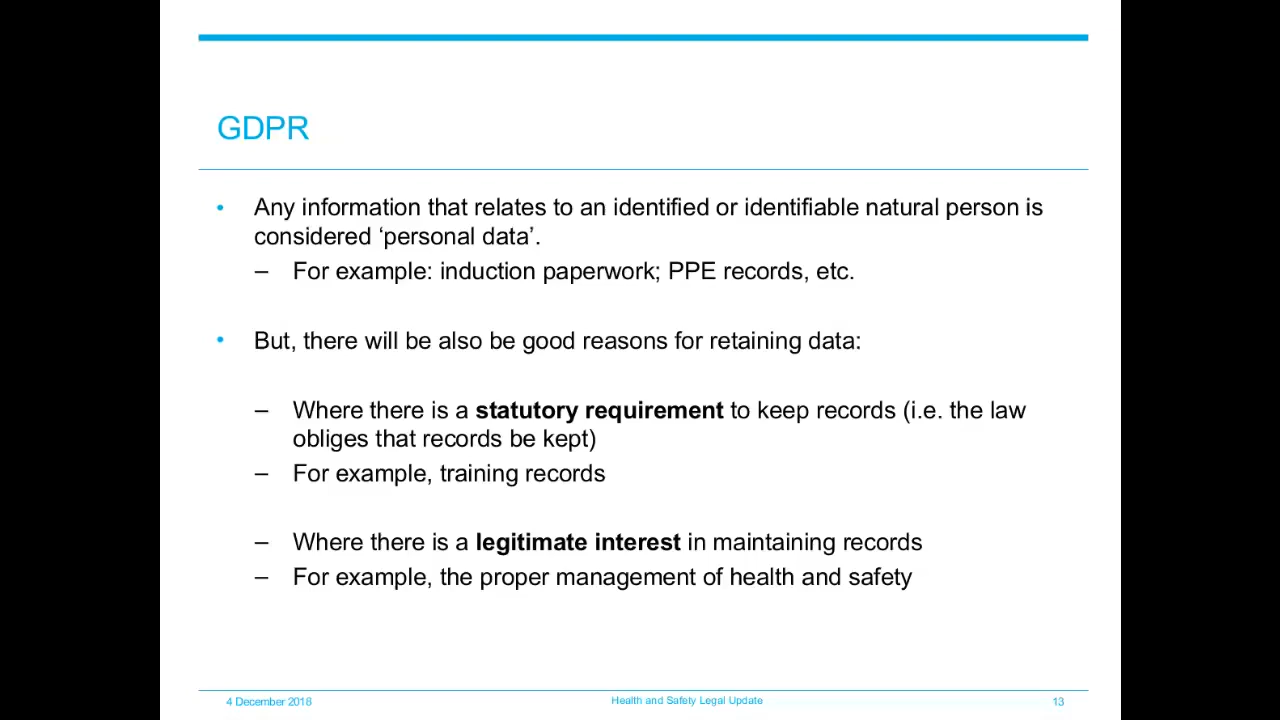 GDPR
• Any information that relates to an identified or identifiable natural person is
considered ‘personal data’.
– For example: induction paperwork; PPE records, etc.
• But, there will be also be good reasons for retaining data:
– Where there is a statutory requirement to keep records (i.e. the law
obliges that records be kept)
– For example, training records
– Where there is a legitimate interest in maintaining records
– For example, the proper management of health and safety
4 December 2018
Health and Safety Legal Update
13